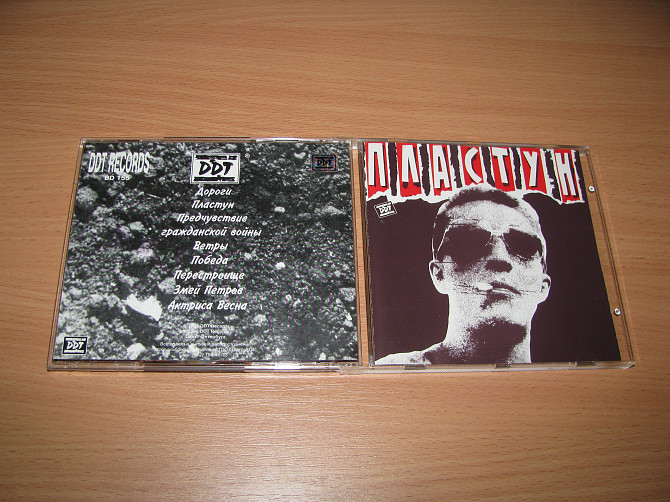 DDT RECORDS
BD 155
DDT
DDT
Дороги
Пластун
Предчувствие
гражданской войны
Ветры
Победа
Перестроище
Змей Петров
Актриса Весна
DDT
ПЛАСТУН
DDT